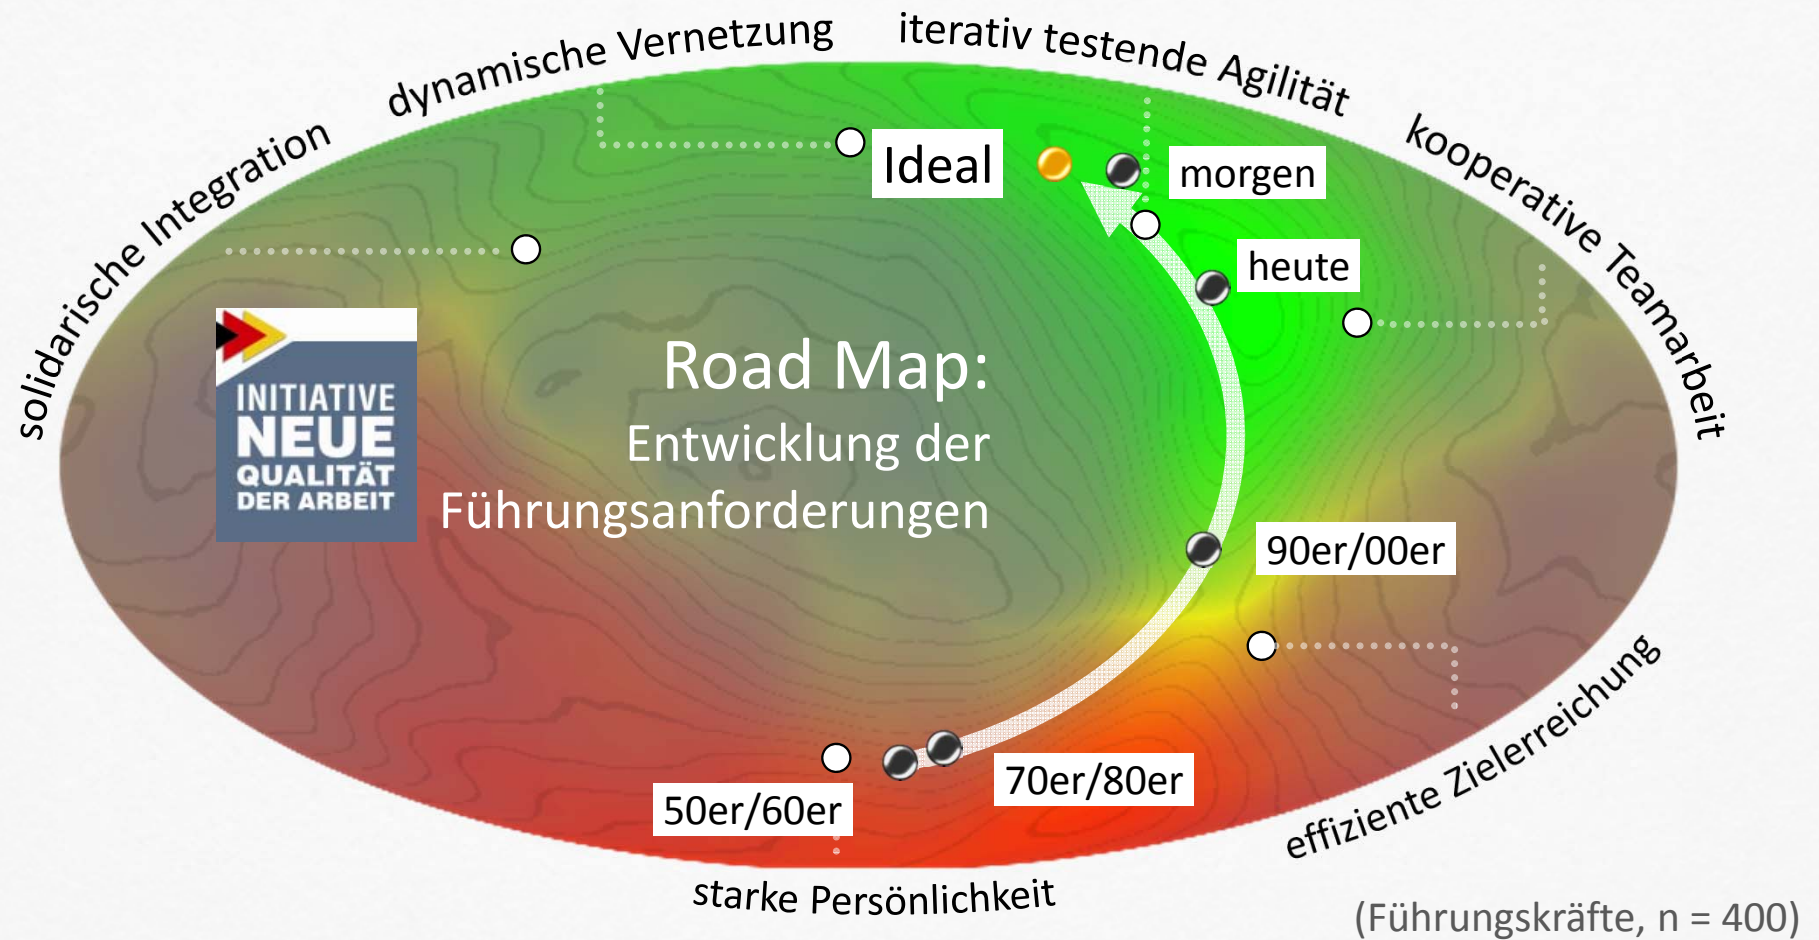 dynamische Vernetzung
iterativ testende Agilität
kooperative Teamarbeit
solidarische Integration
Ideal
morgen
heute
Road Map:
Entwicklung der
Führungsanforderungen
INITIATIVE
NEUE
QUALITÄT
DER ARBEIT
90er/00er
70er/80er
50er/60er
effiziente Zielerreichung
starke Persönlichkeit
(Führungskräfte, n = 400)